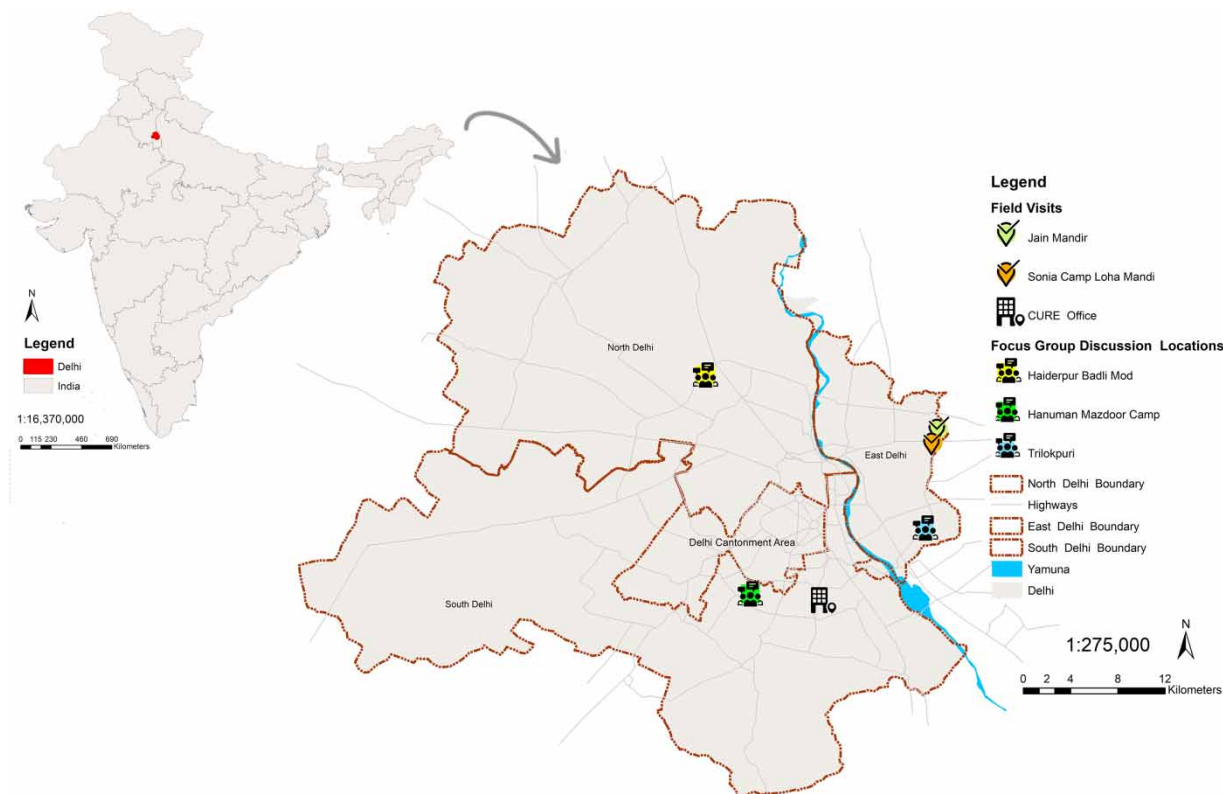 N
Legend
Delhi
India
1:16,370,000
0 115 230 460 690
Kilometers
North Delhi
East Delhi
Delhi Cantonment Area
South Delhi
Legend
Field Visits
Jain Mandir
Sonia Camp Loha Mandi
CURE Office
Focus Group Discussion Locations
Haiderpur Badli Mod
Hanuman Mazdoor Camp
Trilokpuri
North Delhi Boundary
Highways
East Delhi Boundary
South Delhi Boundary
Yamuna
Delhi
1:275,000
N
0 2 4 8 12
Kilometers